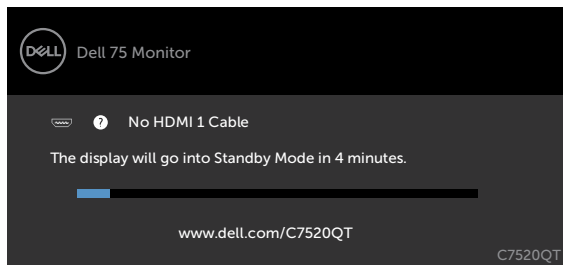 DELL
Dell 75 Monitor
? No HDMI 1 Cable
The display will go into Standby Mode in 4 minutes.
www.dell.com/C7520QT
C7520QT